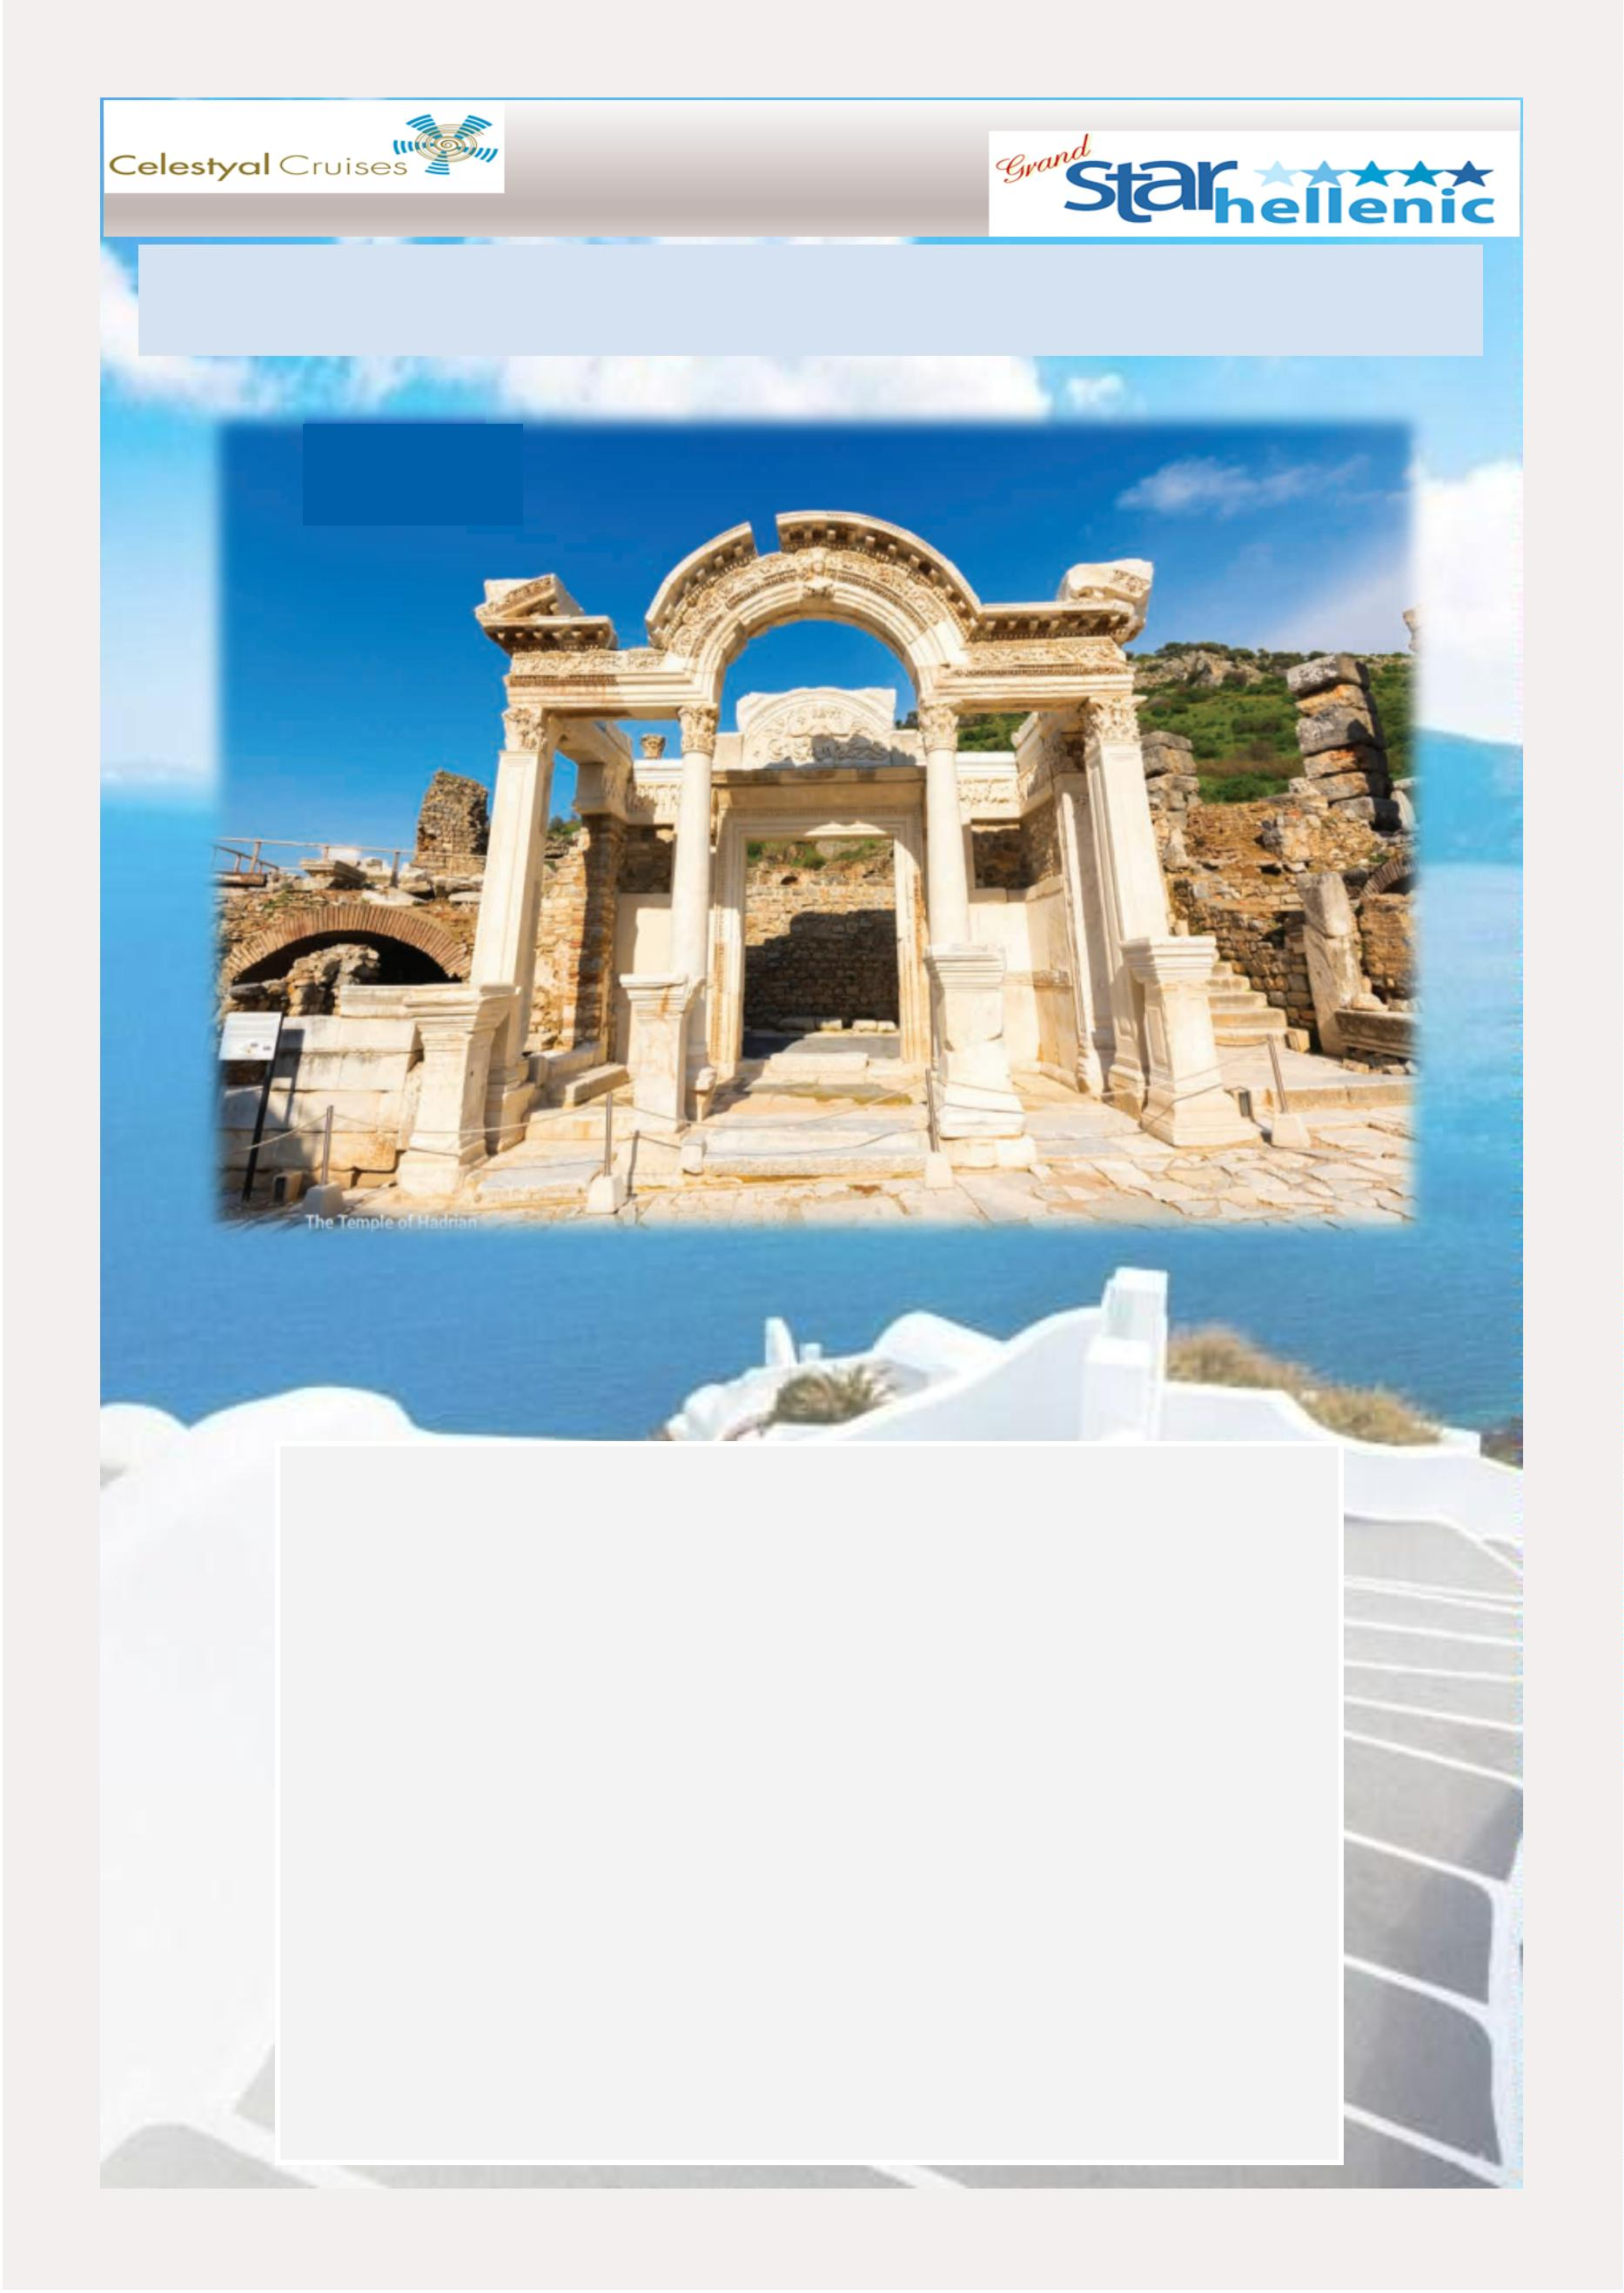 Celestyal Cruises
Grand
Star
hellenic
The Temple of Hadrian